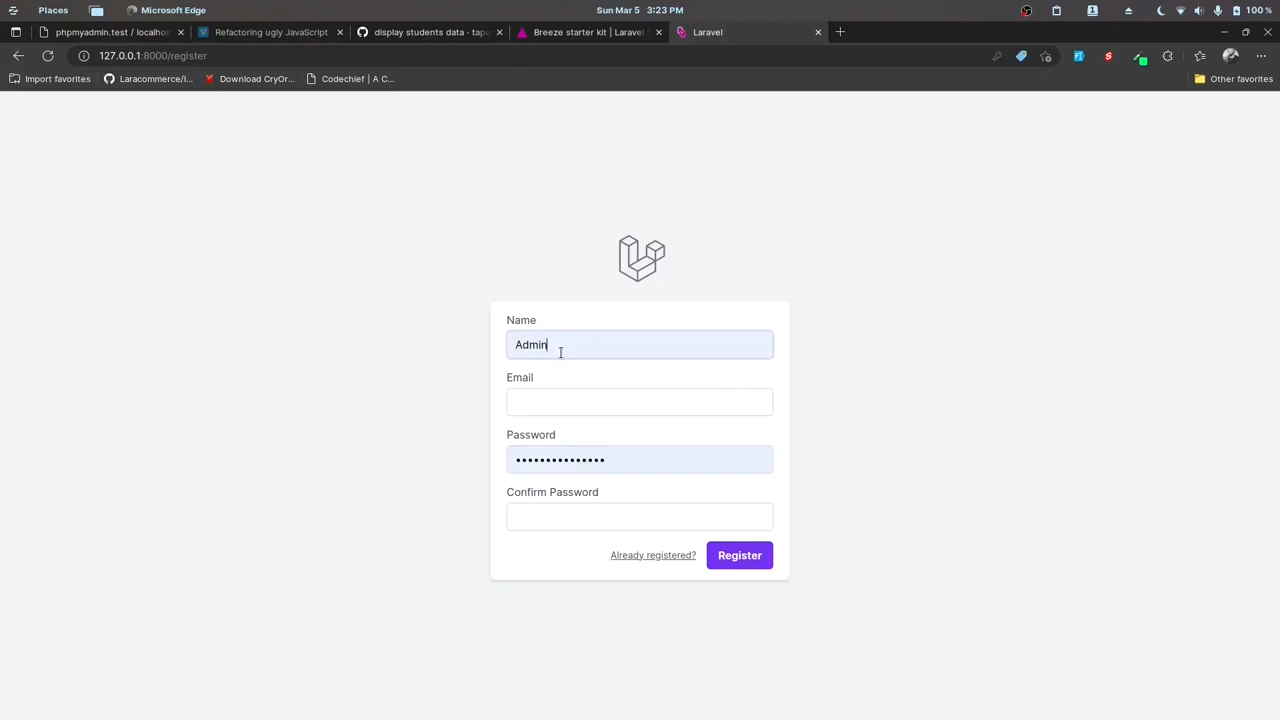 Places Microsoft Edge Sun Mar 5 3:23 PM 100 %
phpmyadmin.test / localhos Refactoring ugly JavaScript display students data · tapa Breeze starter kit | Laravel Laravel
127.0.0.1:8000/register
Import favorites Laracommerce/l... Download CryOr... Codechief | A C... Other favorites
Name
Admin
Email
Password
•••••••••••••••
Confirm Password
Already registered? Register